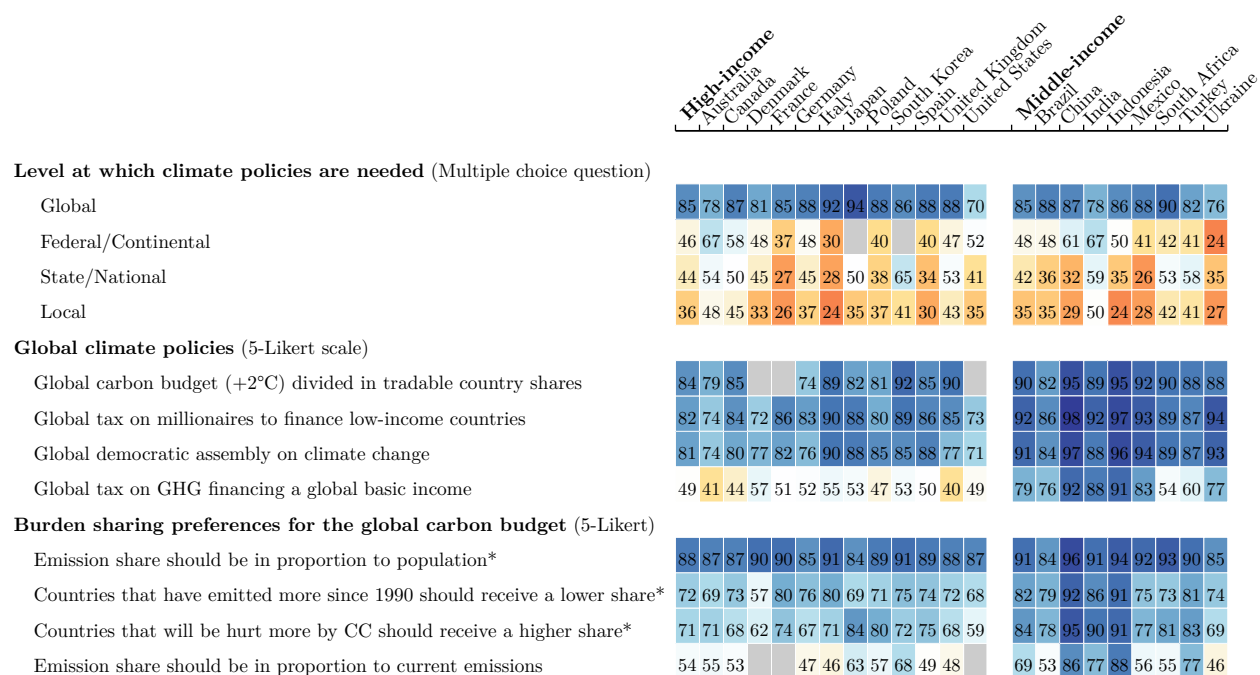 High-income Australia Canada Denmark France Germany Italy Japan Poland South Korea Spain United Kingdom United States Middle-income Brazil China India Indonesia Mexico South Africa Turkey Ukraine
Level at which climate policies are needed (Multiple choice question)
Global 85 78 87 81 85 88 92 94 88 86 88 88 70 85 88 87 78 86 88 90 82 76
Federal/Continental 46 67 58 48 37 48 30 40 40 47 52 48 48 61 67 50 41 42 41 24
State/National 44 54 50 45 27 45 28 50 38 65 34 53 41 42 36 32 59 35 26 53 58 35
Local 36 48 45 33 26 37 24 35 37 41 30 43 35 35 35 29 50 24 28 42 41 27
Global climate policies (5-Likert scale)
Global carbon budget (+2°C) divided in tradable country shares 84 79 85 74 89 82 81 92 85 90 90 82 95 89 95 92 90 88 88
Global tax on millionaires to finance low-income countries 82 74 84 72 86 83 90 88 80 89 86 85 73 92 86 98 92 97 93 89 87 94
Global democratic assembly on climate change 81 74 80 77 82 76 90 88 85 85 88 77 71 91 84 97 88 96 94 89 87 93
Global tax on GHG financing a global basic income 49 41 44 57 51 52 55 53 47 53 50 40 49 79 76 92 88 91 83 54 60 77
Burden sharing preferences for the global carbon budget (5-Likert)
Emission share should be in proportion to population* 88 87 87 90 90 85 91 84 89 91 89 88 87 91 84 96 91 94 92 93 90 85
Countries that have emitted more since 1990 should receive a lower share* 72 69 73 57 80 76 80 69 71 75 74 72 68 82 79 92 86 91 75 73 81 74
Countries that will be hurt more by CC should receive a higher share* 71 71 68 62 74 67 71 84 80 72 75 68 59 84 78 95 90 91 77 81 83 69
Emission share should be in proportion to current emissions 54 55 53 47 46 63 57 68 49 48 69 53 86 77 88 56 55 77 46